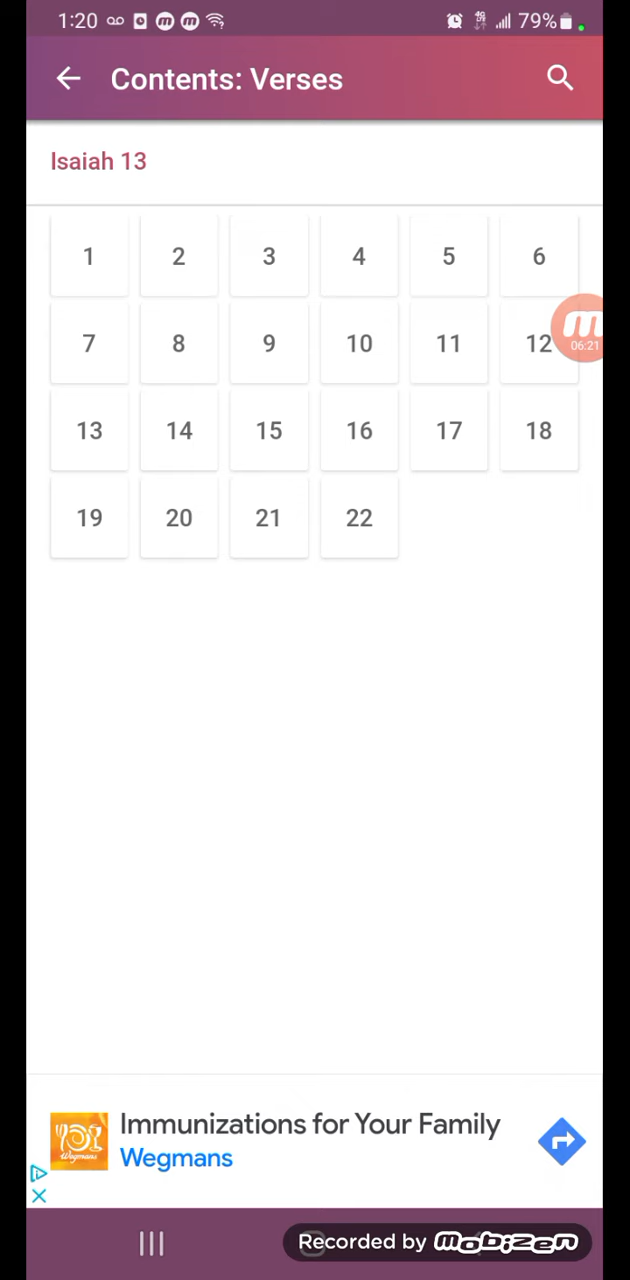 1:20 79%
Contents: Verses
Isaiah 13
1 2 3 4 5 6
7 8 9 10 11 12
06:21
13 14 15 16 17 18
19 20 21 22
Immunizations for Your Family
Wegmans
Wegmans
Recorded by mobizen